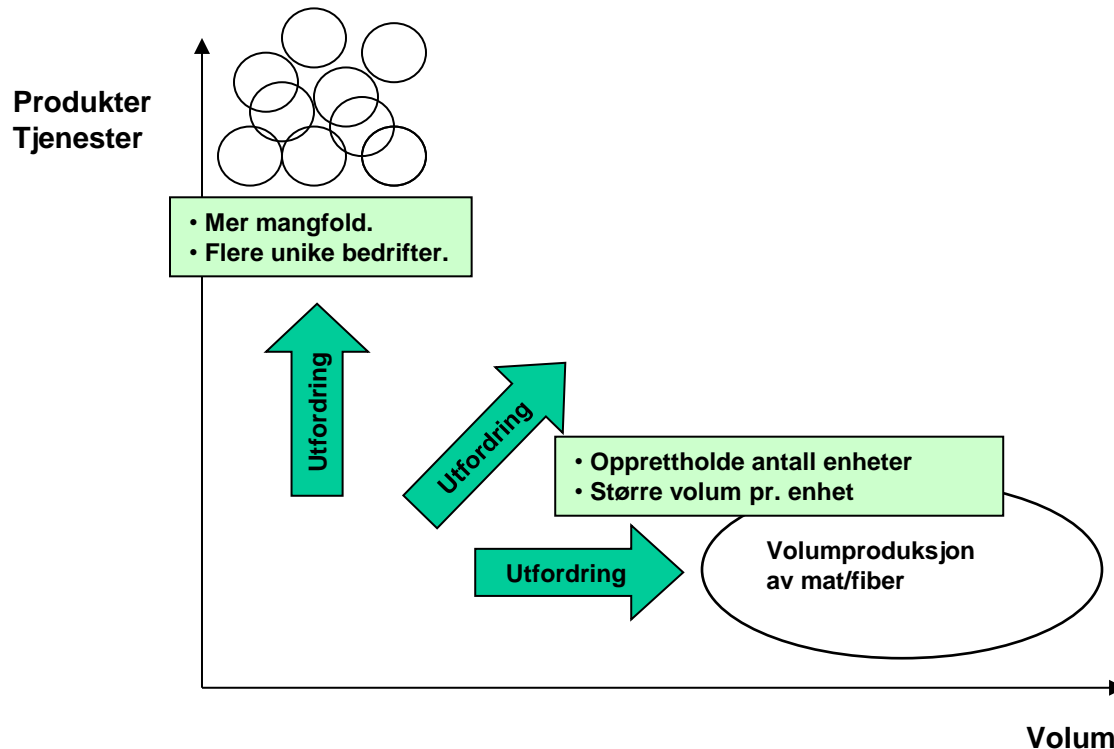 Produkter
Tjenester
• Mer mangfold.
• Flere unike bedrifter.
Utfordring
Utfordring
• Opprettholde antall enheter
• Større volum pr. enhet
Utfordring
Volumproduksjon
av mat/fiber
Volum